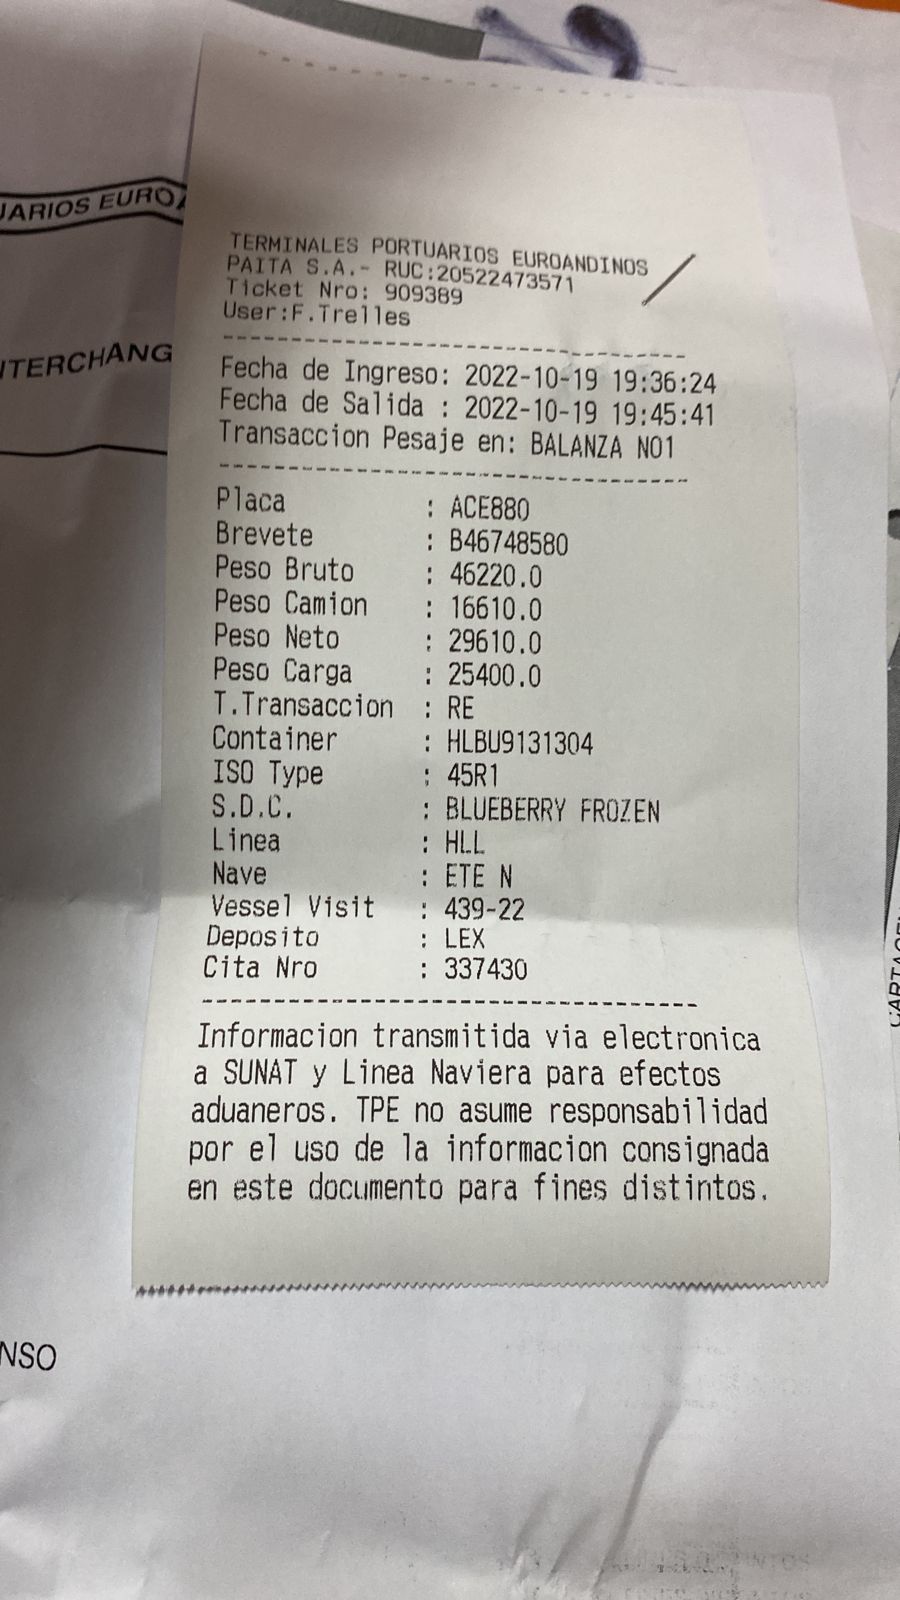 UARIOS EURO
NTERCHANG
TERMINALES PORTUARIOS EUROANDINOS
PAITA S.A.- RUC:20522473571
Ticket Nro: 909389
User:F.Trelles
Fecha de Ingreso: 2022-10-19 19:36:24
Fecha de Salida : 2022-10-19 19:45:41
Transaccion Pesaje en: BALANZA NO1
Placa : ACE880
Brevete : B46748580
Peso Bruto : 46220.0
Peso Camion : 16610.0
Peso Neto : 29610.0
Peso Carga : 25400.0
T.Transaccion : RE
Container : HLBU9131304
ISO Type : 45R1
S.D.C. : BLUEBERRY FROZEN
Linea : HLL
Nave : ETE N
Vessel Visit : 439-22
Deposito : LEX
Cita Nro : 337430
Informacion transmitida via electronica
a SUNAT y Linea Naviera para efectos
aduaneros. TPE no asume responsabilidad
por el uso de la informacion consignada
en este documento para fines distintos.
NSO